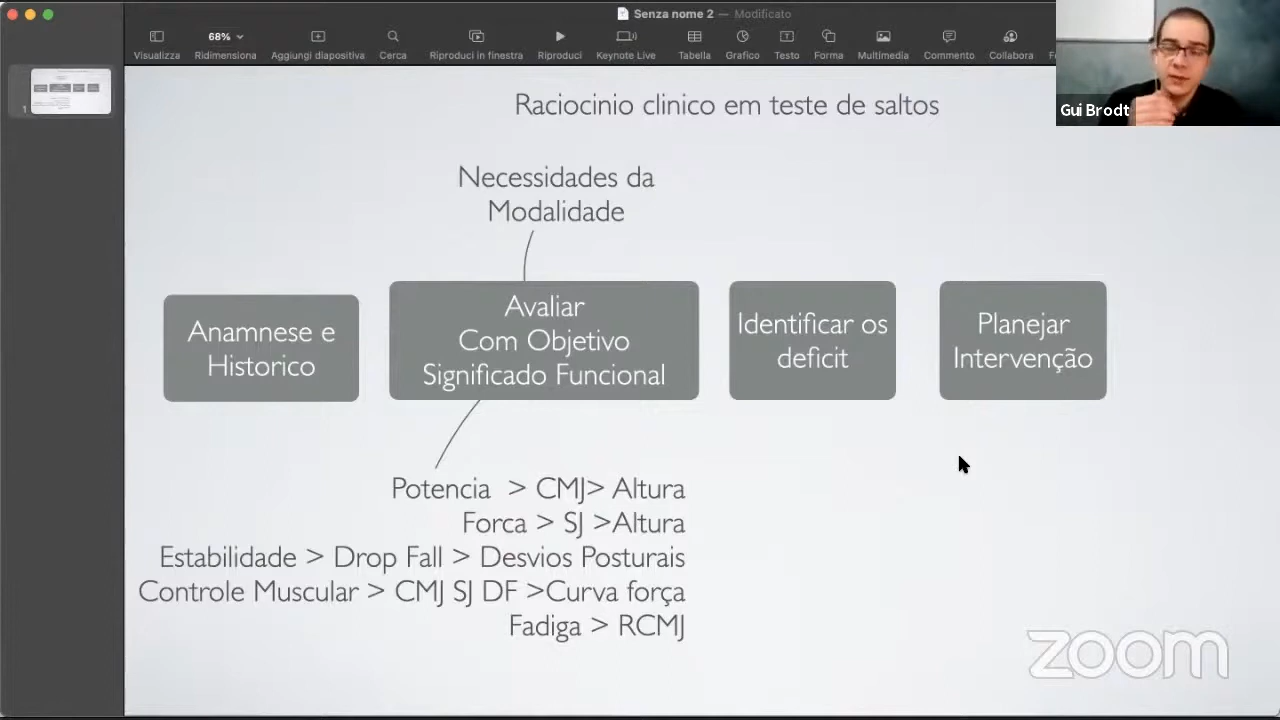 Senza nome 2 — Modificato
68%
Visualizza
Ridimensiona
Aggiungi diapositiva
Cerca
Riproduci in finestra
Riproduci
Keynote Live
Tabella
Grafico
Testo
Forma
Multimedia
Commento
Collabora
Gui Brodt
1
Raciocinio clinico em teste de saltos
Necessidades da
Modalidade
Anamnese e
Historico
Avaliar
Com Objetivo
Significado Funcional
Identificar os
deficit
Planejar
Intervenção
Potencia > CMJ> Altura
Forca > SJ >Altura
Estabilidade > Drop Fall > Desvios Posturais
Controle Muscular > CMJ SJ DF >Curva força
Fadiga > RCMJ
zoom